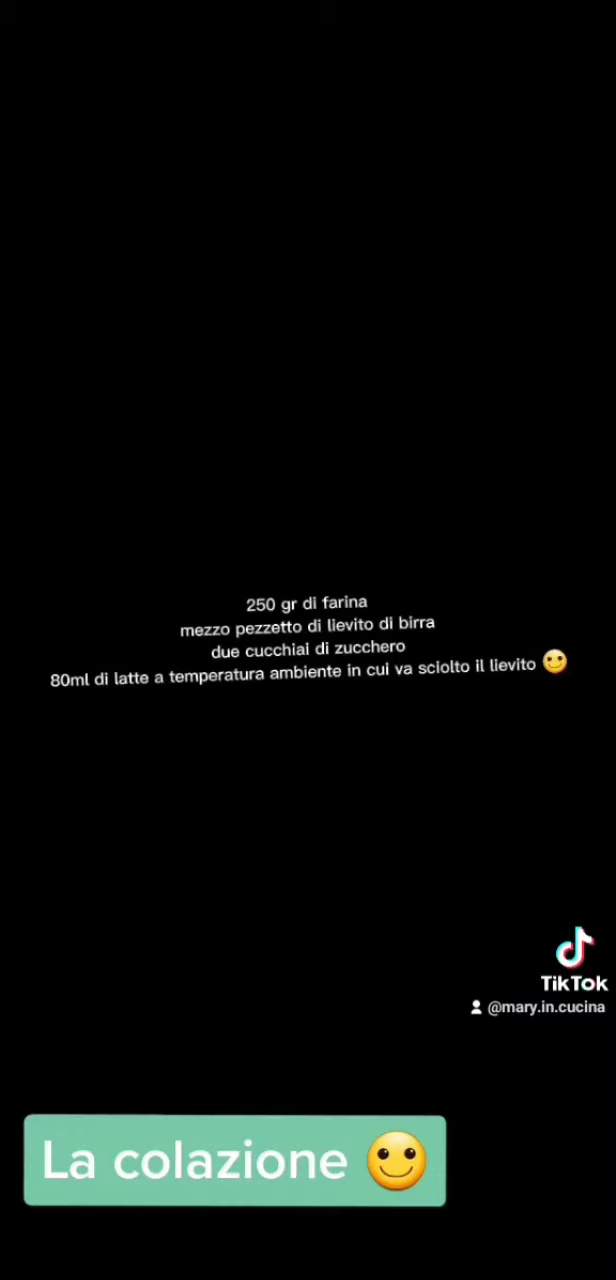 250 gr di farina
mezzo pezzetto di lievito di birra
due cucchiai di zucchero
80ml di latte a temperatura ambiente in cui va sciolto il lievito 🙂
TikTok
@mary.in.cucina
La colazione 🙂